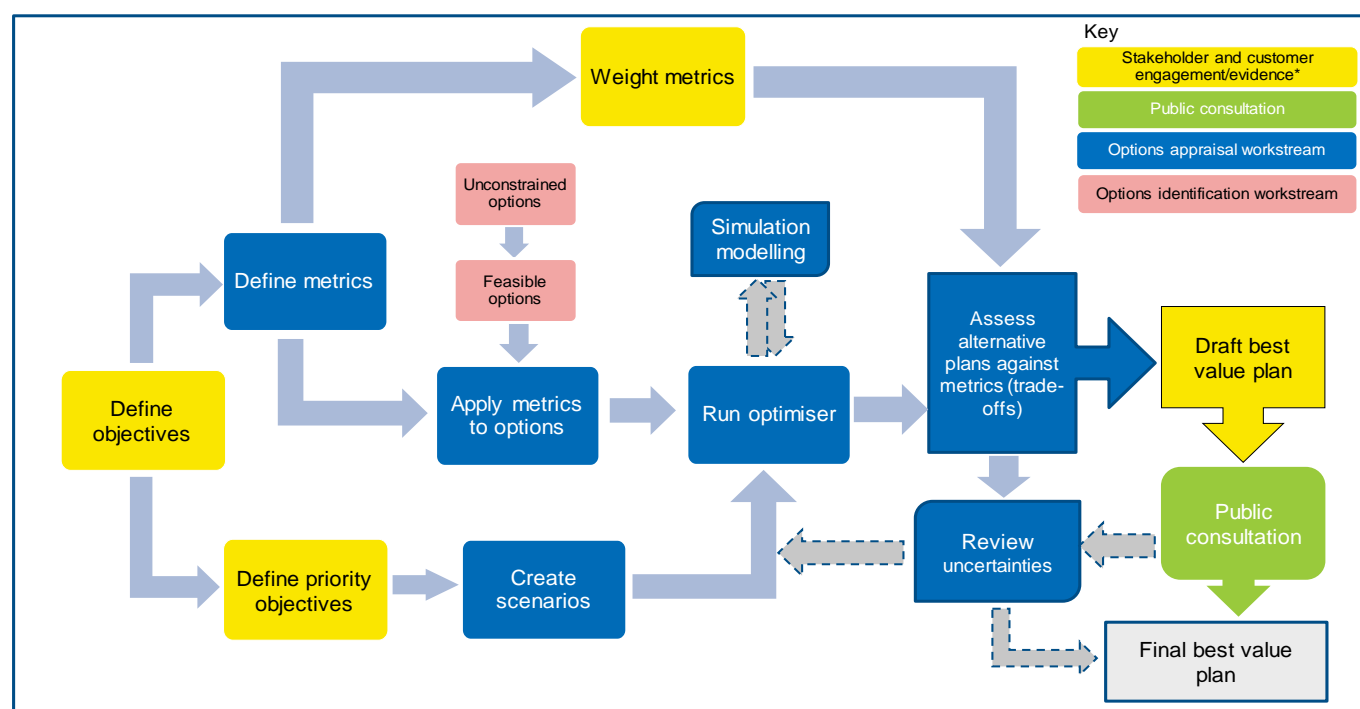 Key
Stakeholder and customer
engagement/evidence*
Public consultation
Options appraisal workstream
Options identification workstream
Weight metrics
Unconstrained
options
Feasible
options
Simulation
modelling
Define metrics
Define
objectives
Apply metrics
to options
Run optimiser
Assess
alternative
plans against
metrics (trade-
offs)
Draft best
value plan
Public
consultation
Review
uncertainties
Define priority
objectives
Create
scenarios
Final best value
plan